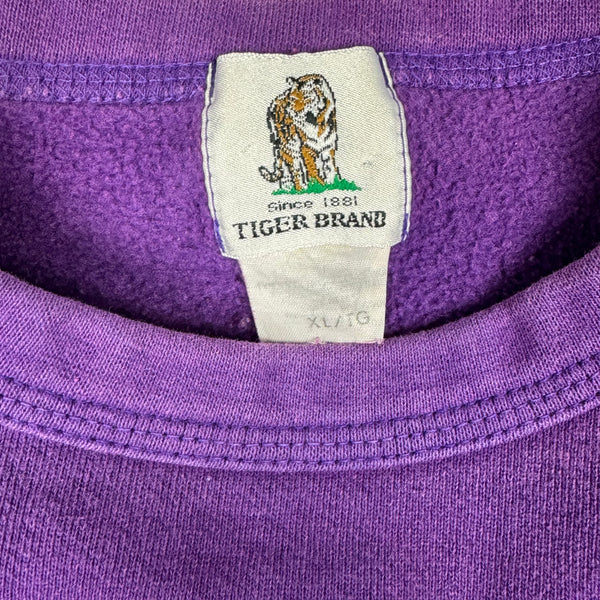 Since 1881
TIGER BRAND
XL/TG